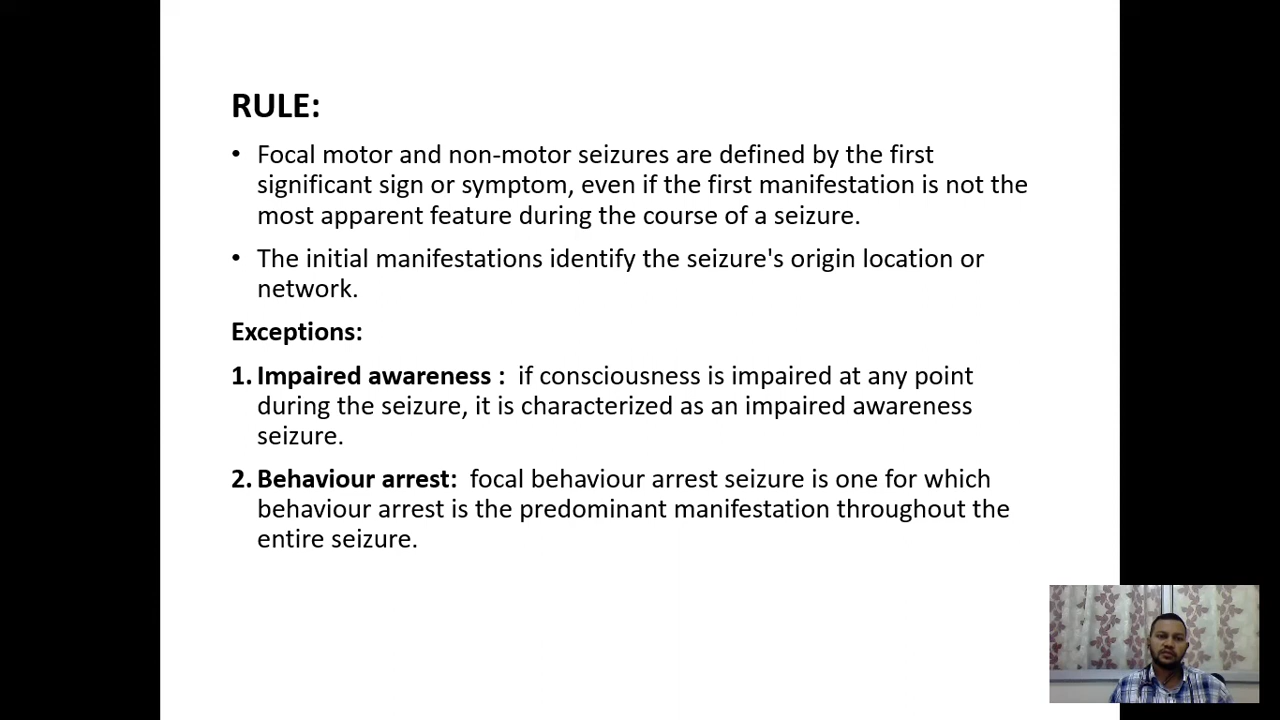 RULE:
• Focal motor and non-motor seizures are defined by the first
significant sign or symptom, even if the first manifestation is not the
most apparent feature during the course of a seizure.
• The initial manifestations identify the seizure's origin location or
network.
Exceptions:
1. Impaired awareness : if consciousness is impaired at any point
during the seizure, it is characterized as an impaired awareness
seizure.
2. Behaviour arrest: focal behaviour arrest seizure is one for which
behaviour arrest is the predominant manifestation throughout the
entire seizure.